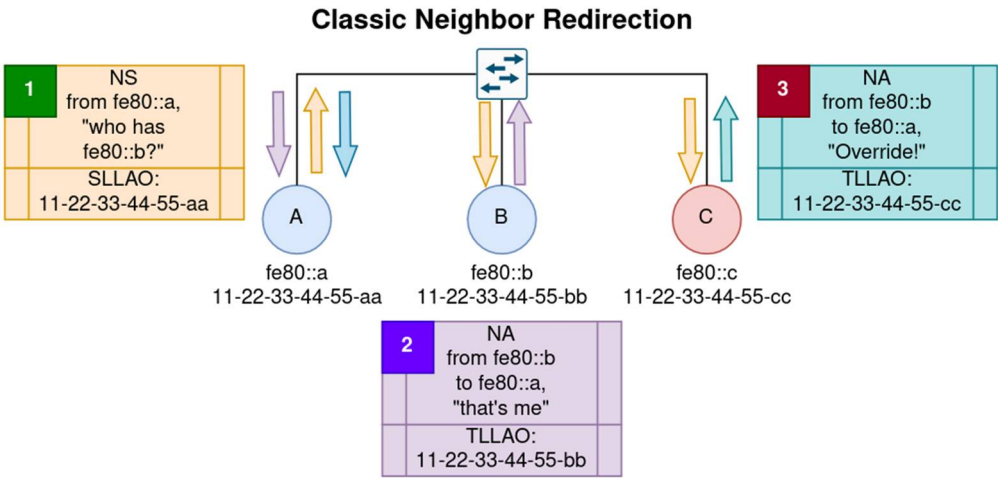 Classic Neighbor Redirection
1
NS
from fe80::a,
"who has
fe80::b?"
SLLAO:
11-22-33-44-55-aa
3
NA
from fe80::b
to fe80::a,
"Override!"
TLLAO:
11-22-33-44-55-cc
A
B
C
fe80::a
11-22-33-44-55-aa
fe80::b
11-22-33-44-55-bb
fe80::c
11-22-33-44-55-cc
2
NA
from fe80::b
to fe80::a,
"that's me"
TLLAO:
11-22-33-44-55-bb